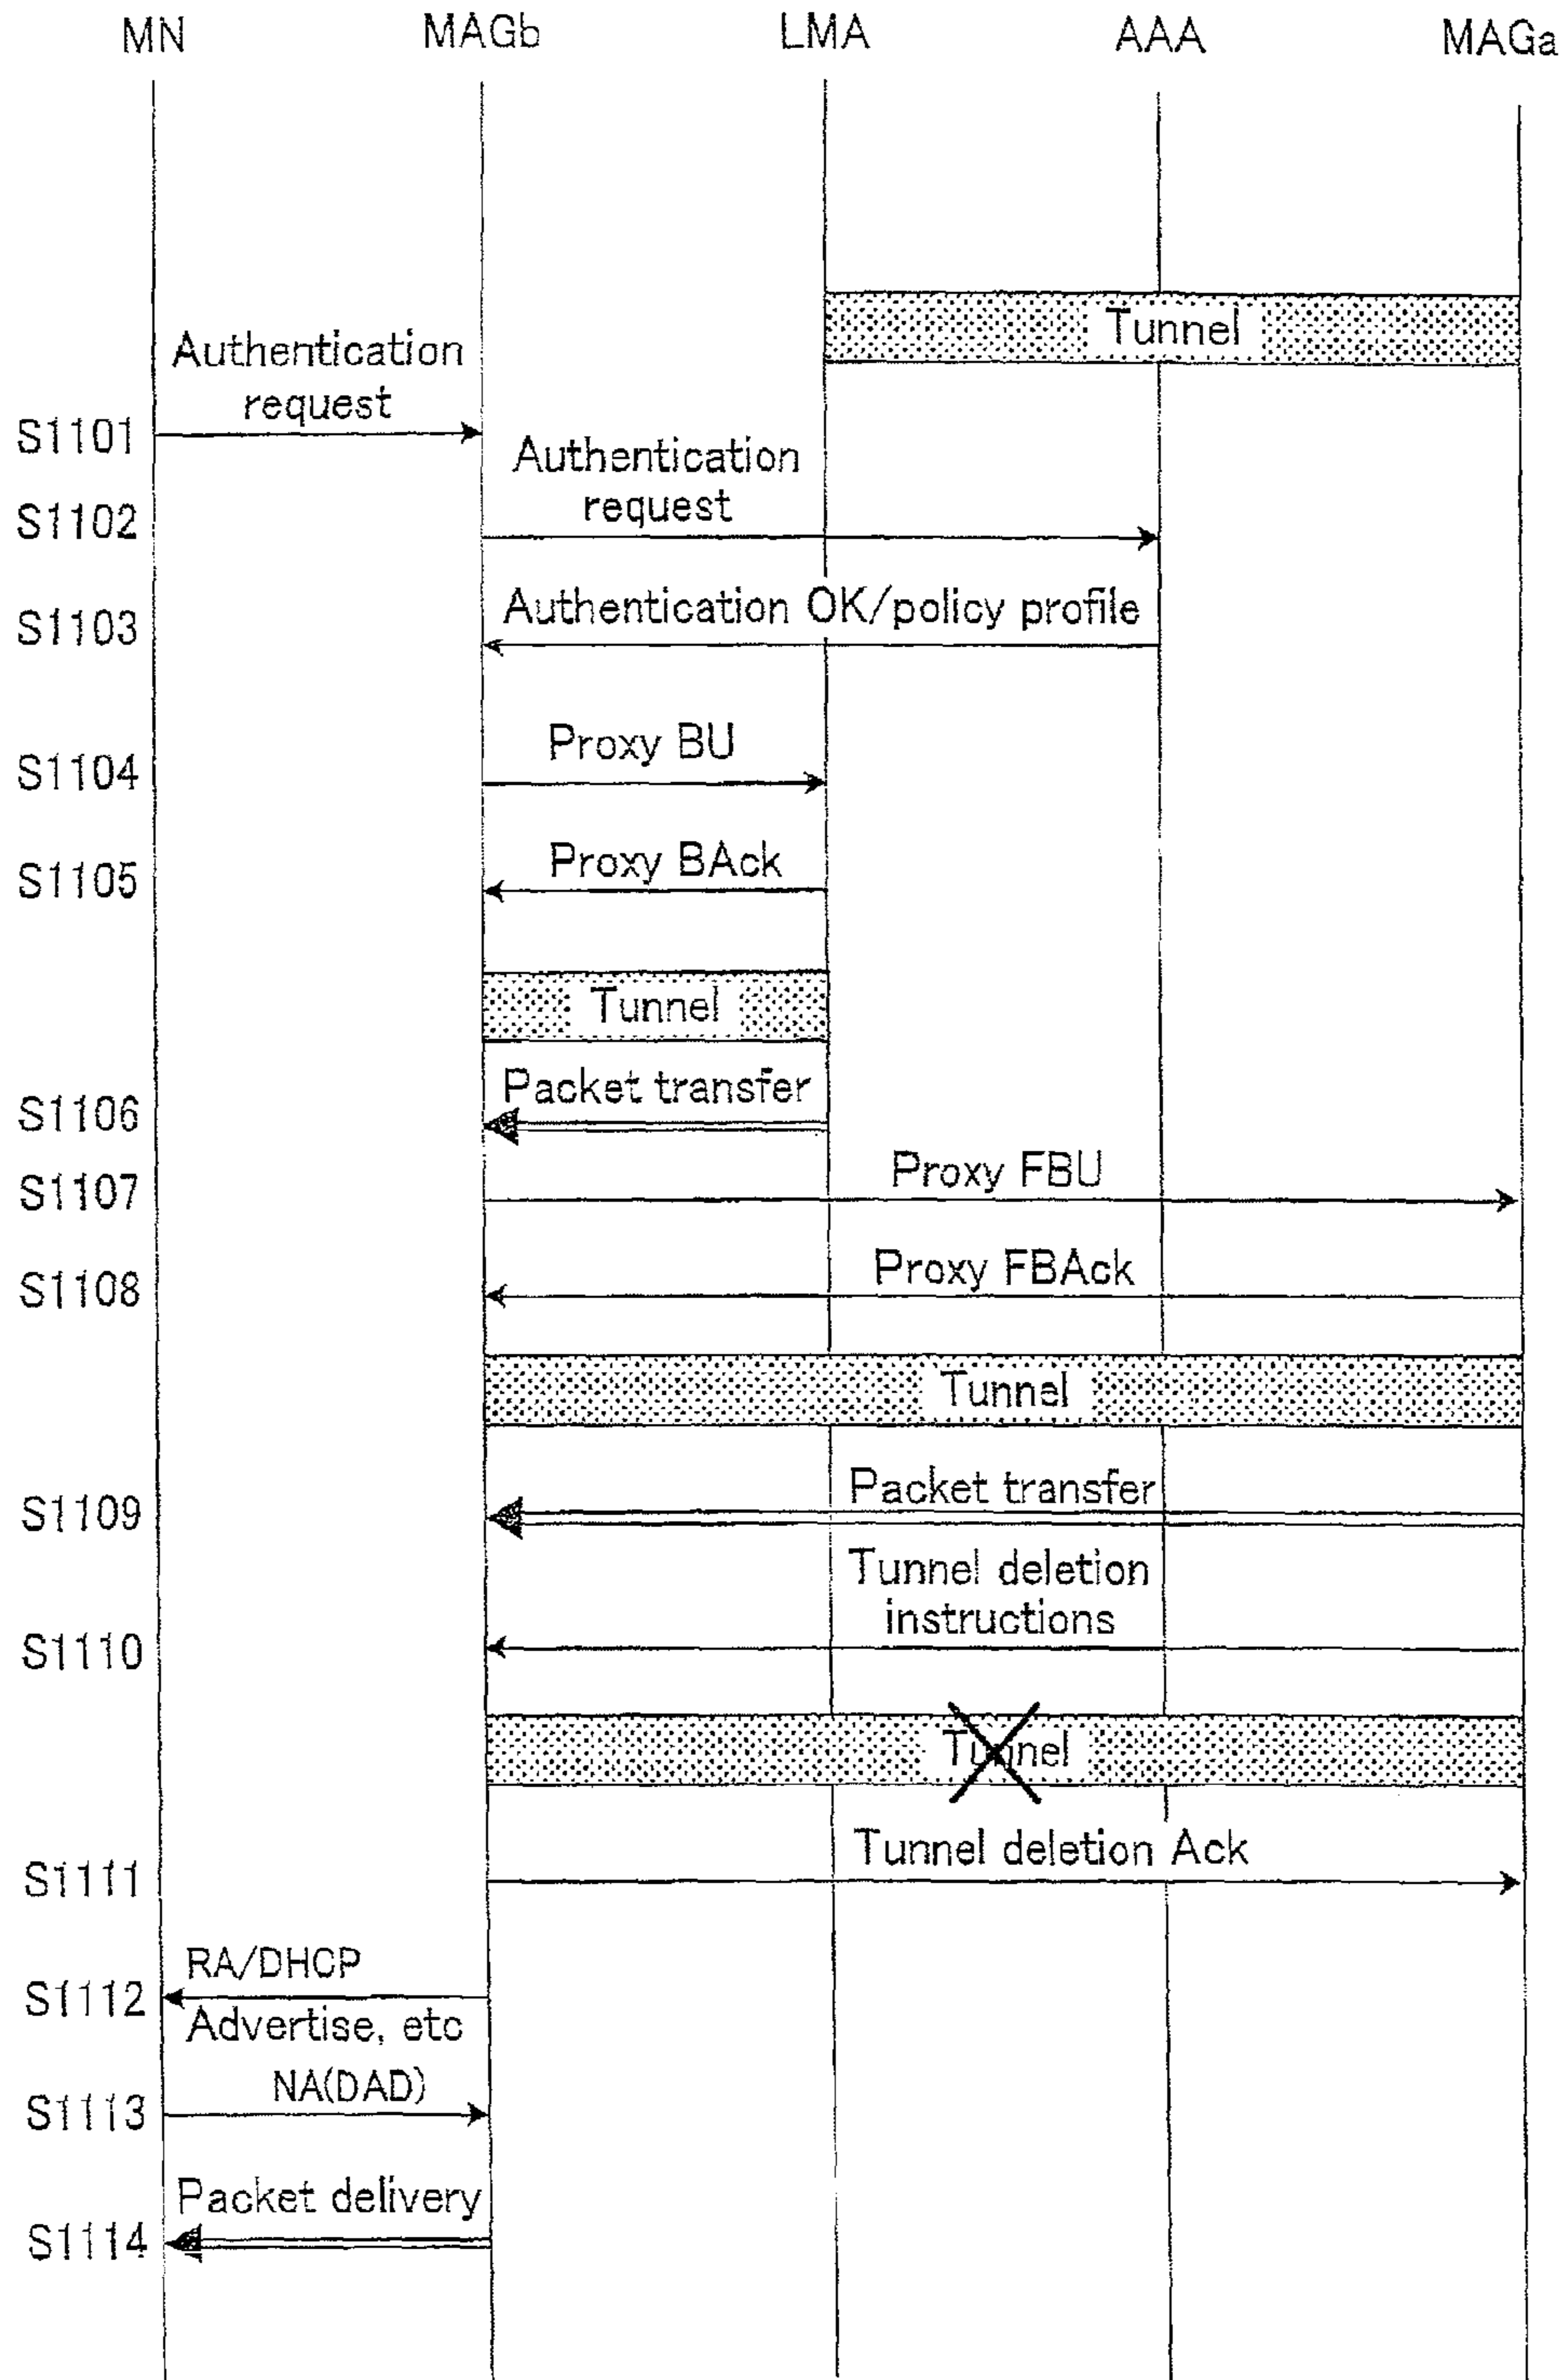 MN MAGb LMA AAA MAGa
Tunnel
Authentication
request
S1101
Authentication
request
S1102
Authentication OK/policy profile
S1103
Proxy BU
S1104
Proxy BAck
S1105
Tunnel
Packet transfer
S1106
Proxy FBU
S1107
Proxy FBAck
S1108
Tunnel
Packet transfer
S1109
Tunnel deletion
instructions
S1110
Tunnel
Tunnel deletion Ack
S1111
RA/DHCP
S1112
Advertise, etc
NA(DAD)
S1113
Packet delivery
S1114